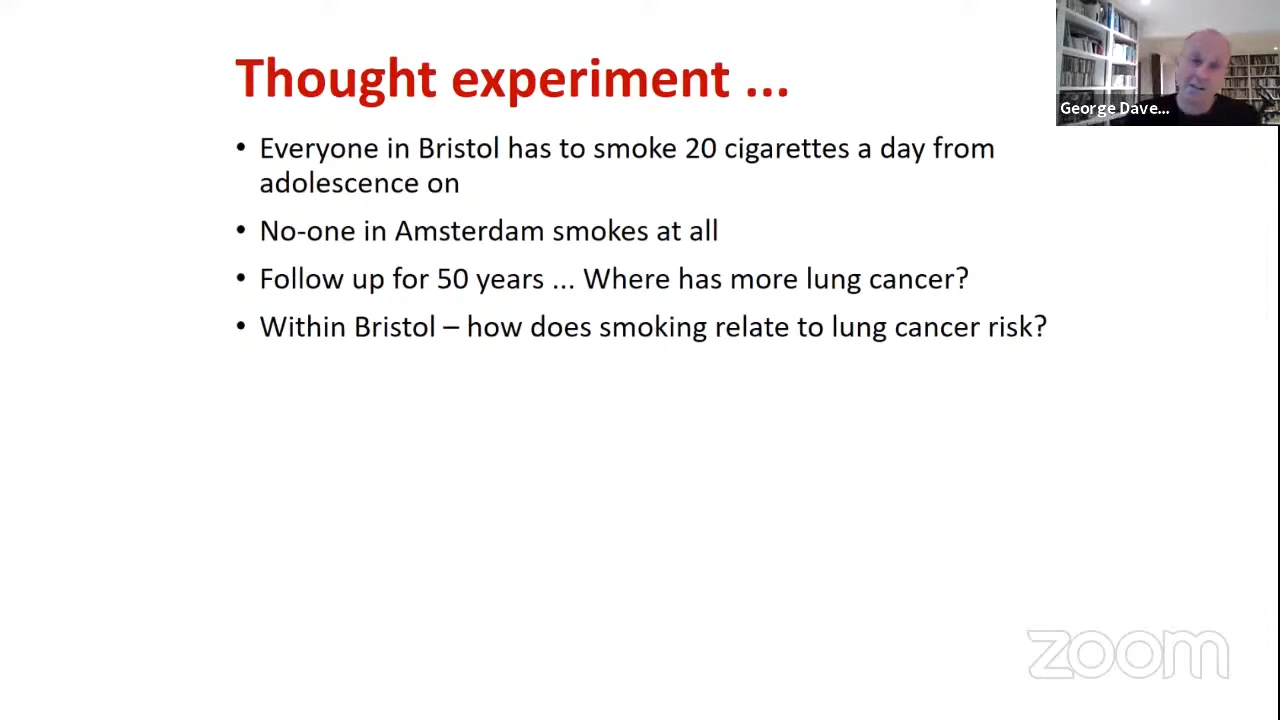 Thought experiment ...
George Dave...
• Everyone in Bristol has to smoke 20 cigarettes a day from
adolescence on
• No-one in Amsterdam smokes at all
• Follow up for 50 years ... Where has more lung cancer?
• Within Bristol – how does smoking relate to lung cancer risk?
zoom